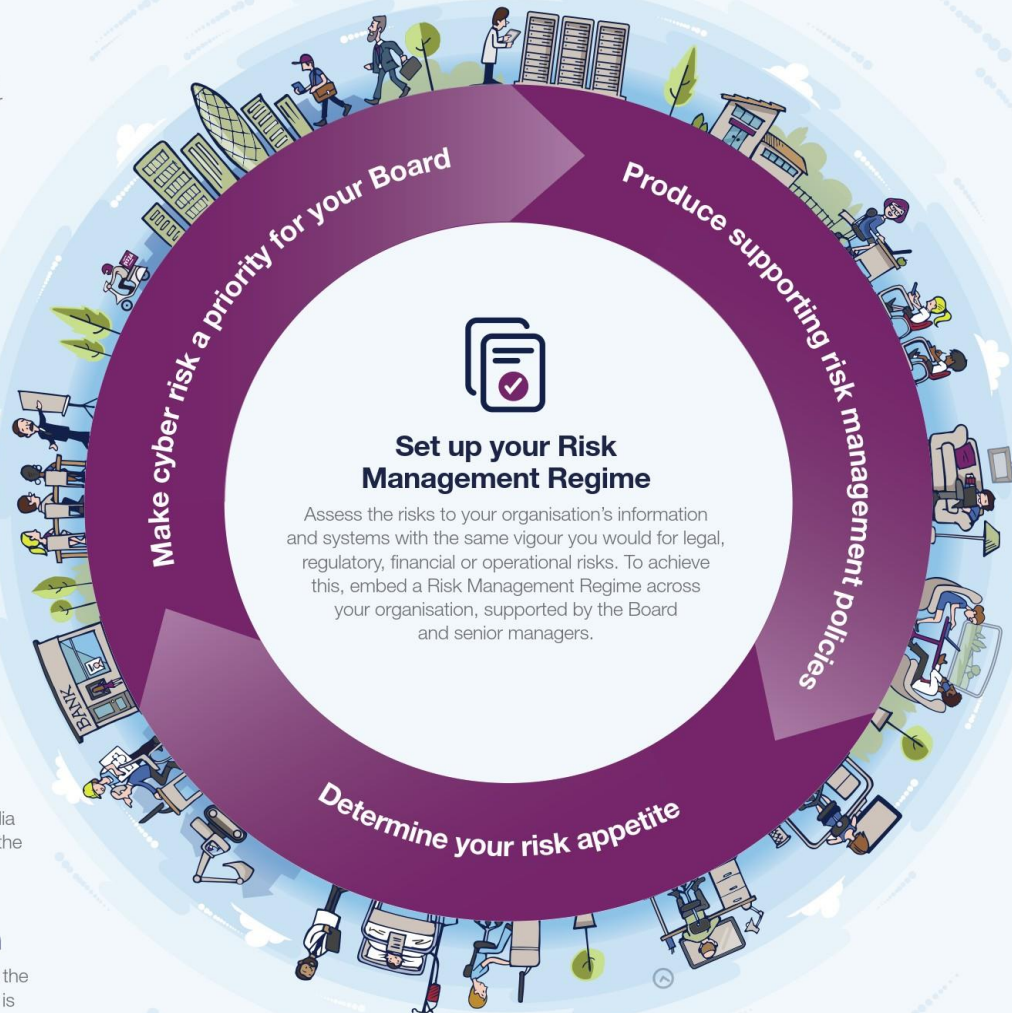 Make cyber risk a priority for your Board
Produce supporting risk management policies
Determine your risk appetite
Set up your Risk
Management Regime
Assess the risks to your organisation’s information
and systems with the same vigour you would for legal,
regulatory, financial or operational risks. To achieve
this, embed a Risk Management Regime across
your organisation, supported by the Board
and senior managers.
BANK
the
the
is